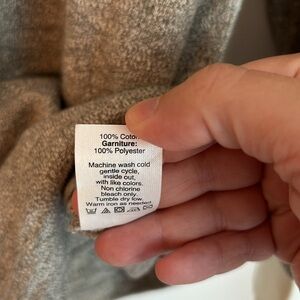 100% Coton
Garniture:
100% Polyester
Machine wash cold
gentle cycle,
inside out,
with like colors.
Non chlorine
bleach only.
Tumble dry low.
Warm iron as needed.